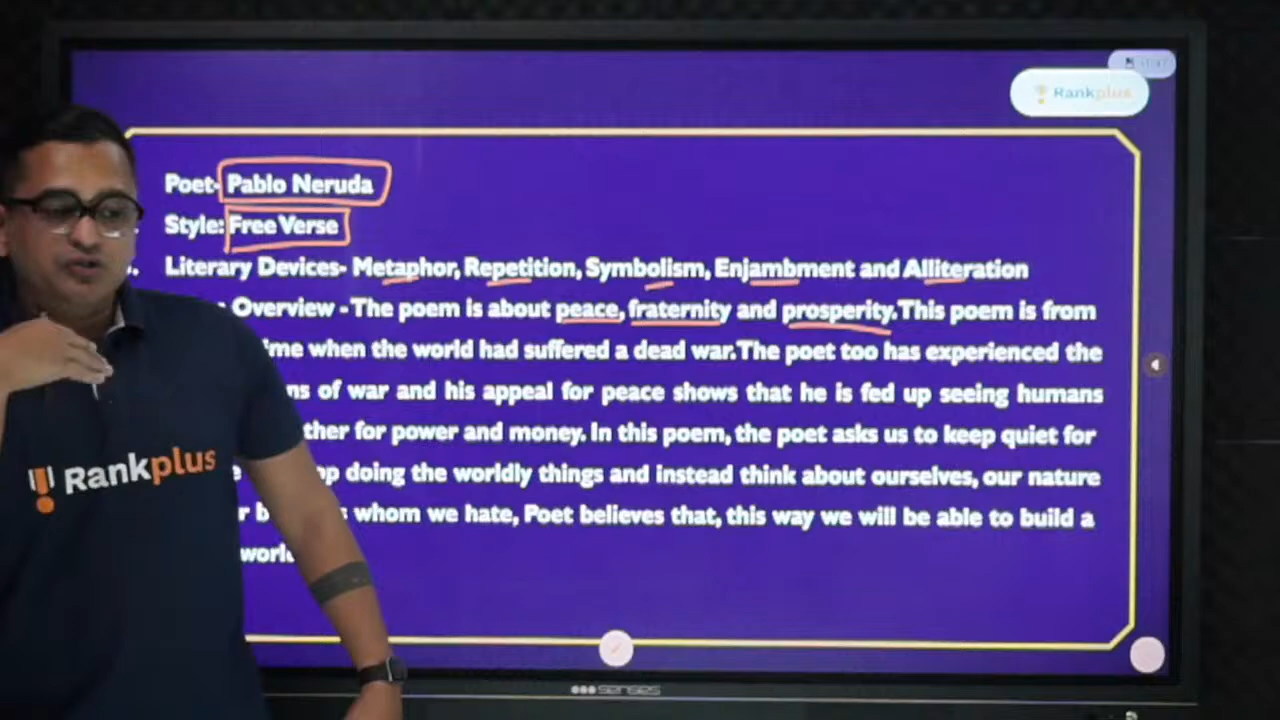 Rankplus
Poet- Pablo Neruda
Style: Free Verse
Literary Devices- Metaphor, Repetition, Symbolism, Enjambment and Alliteration
Overview - The poem is about peace, fraternity and prosperity. This poem is from
when the world had suffered a dead war. The poet too has experienced the
of war and his appeal for peace shows that he is fed up seeing humans
for power and money. In this poem, the poet asks us to keep quiet for
doing the worldly things and instead think about ourselves, our nature
whom we hate, Poet believes that, this way we will be able to build a
Rankplus
senses